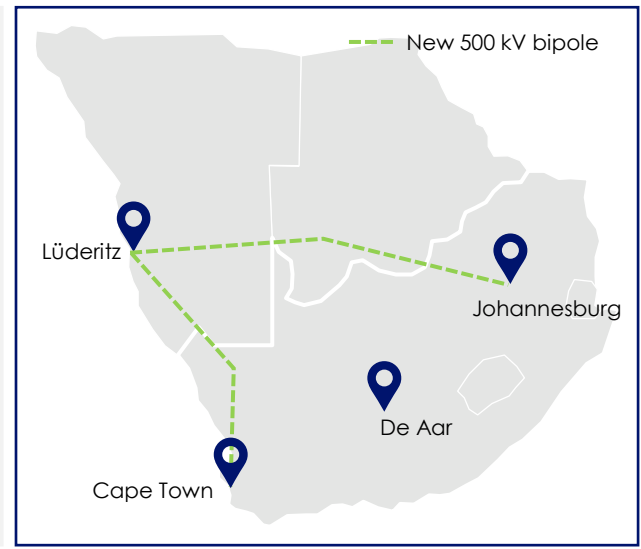 New 500 kV bipole
Lüderitz
Johannesburg
De Aar
Cape Town